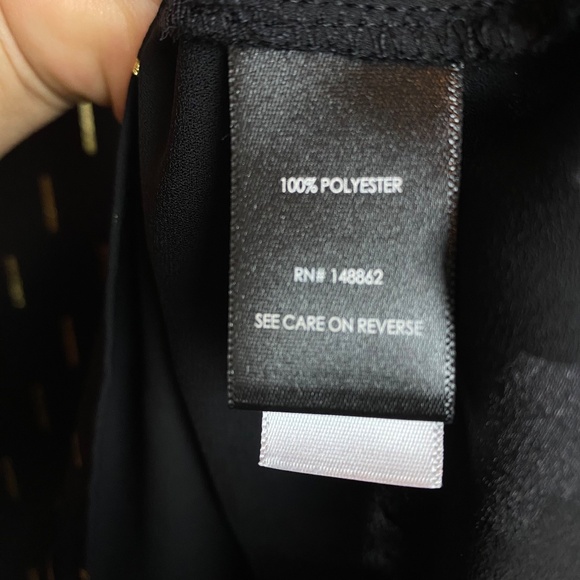 100% POLYESTER
RN# 148862
SEE CARE ON REVERSE